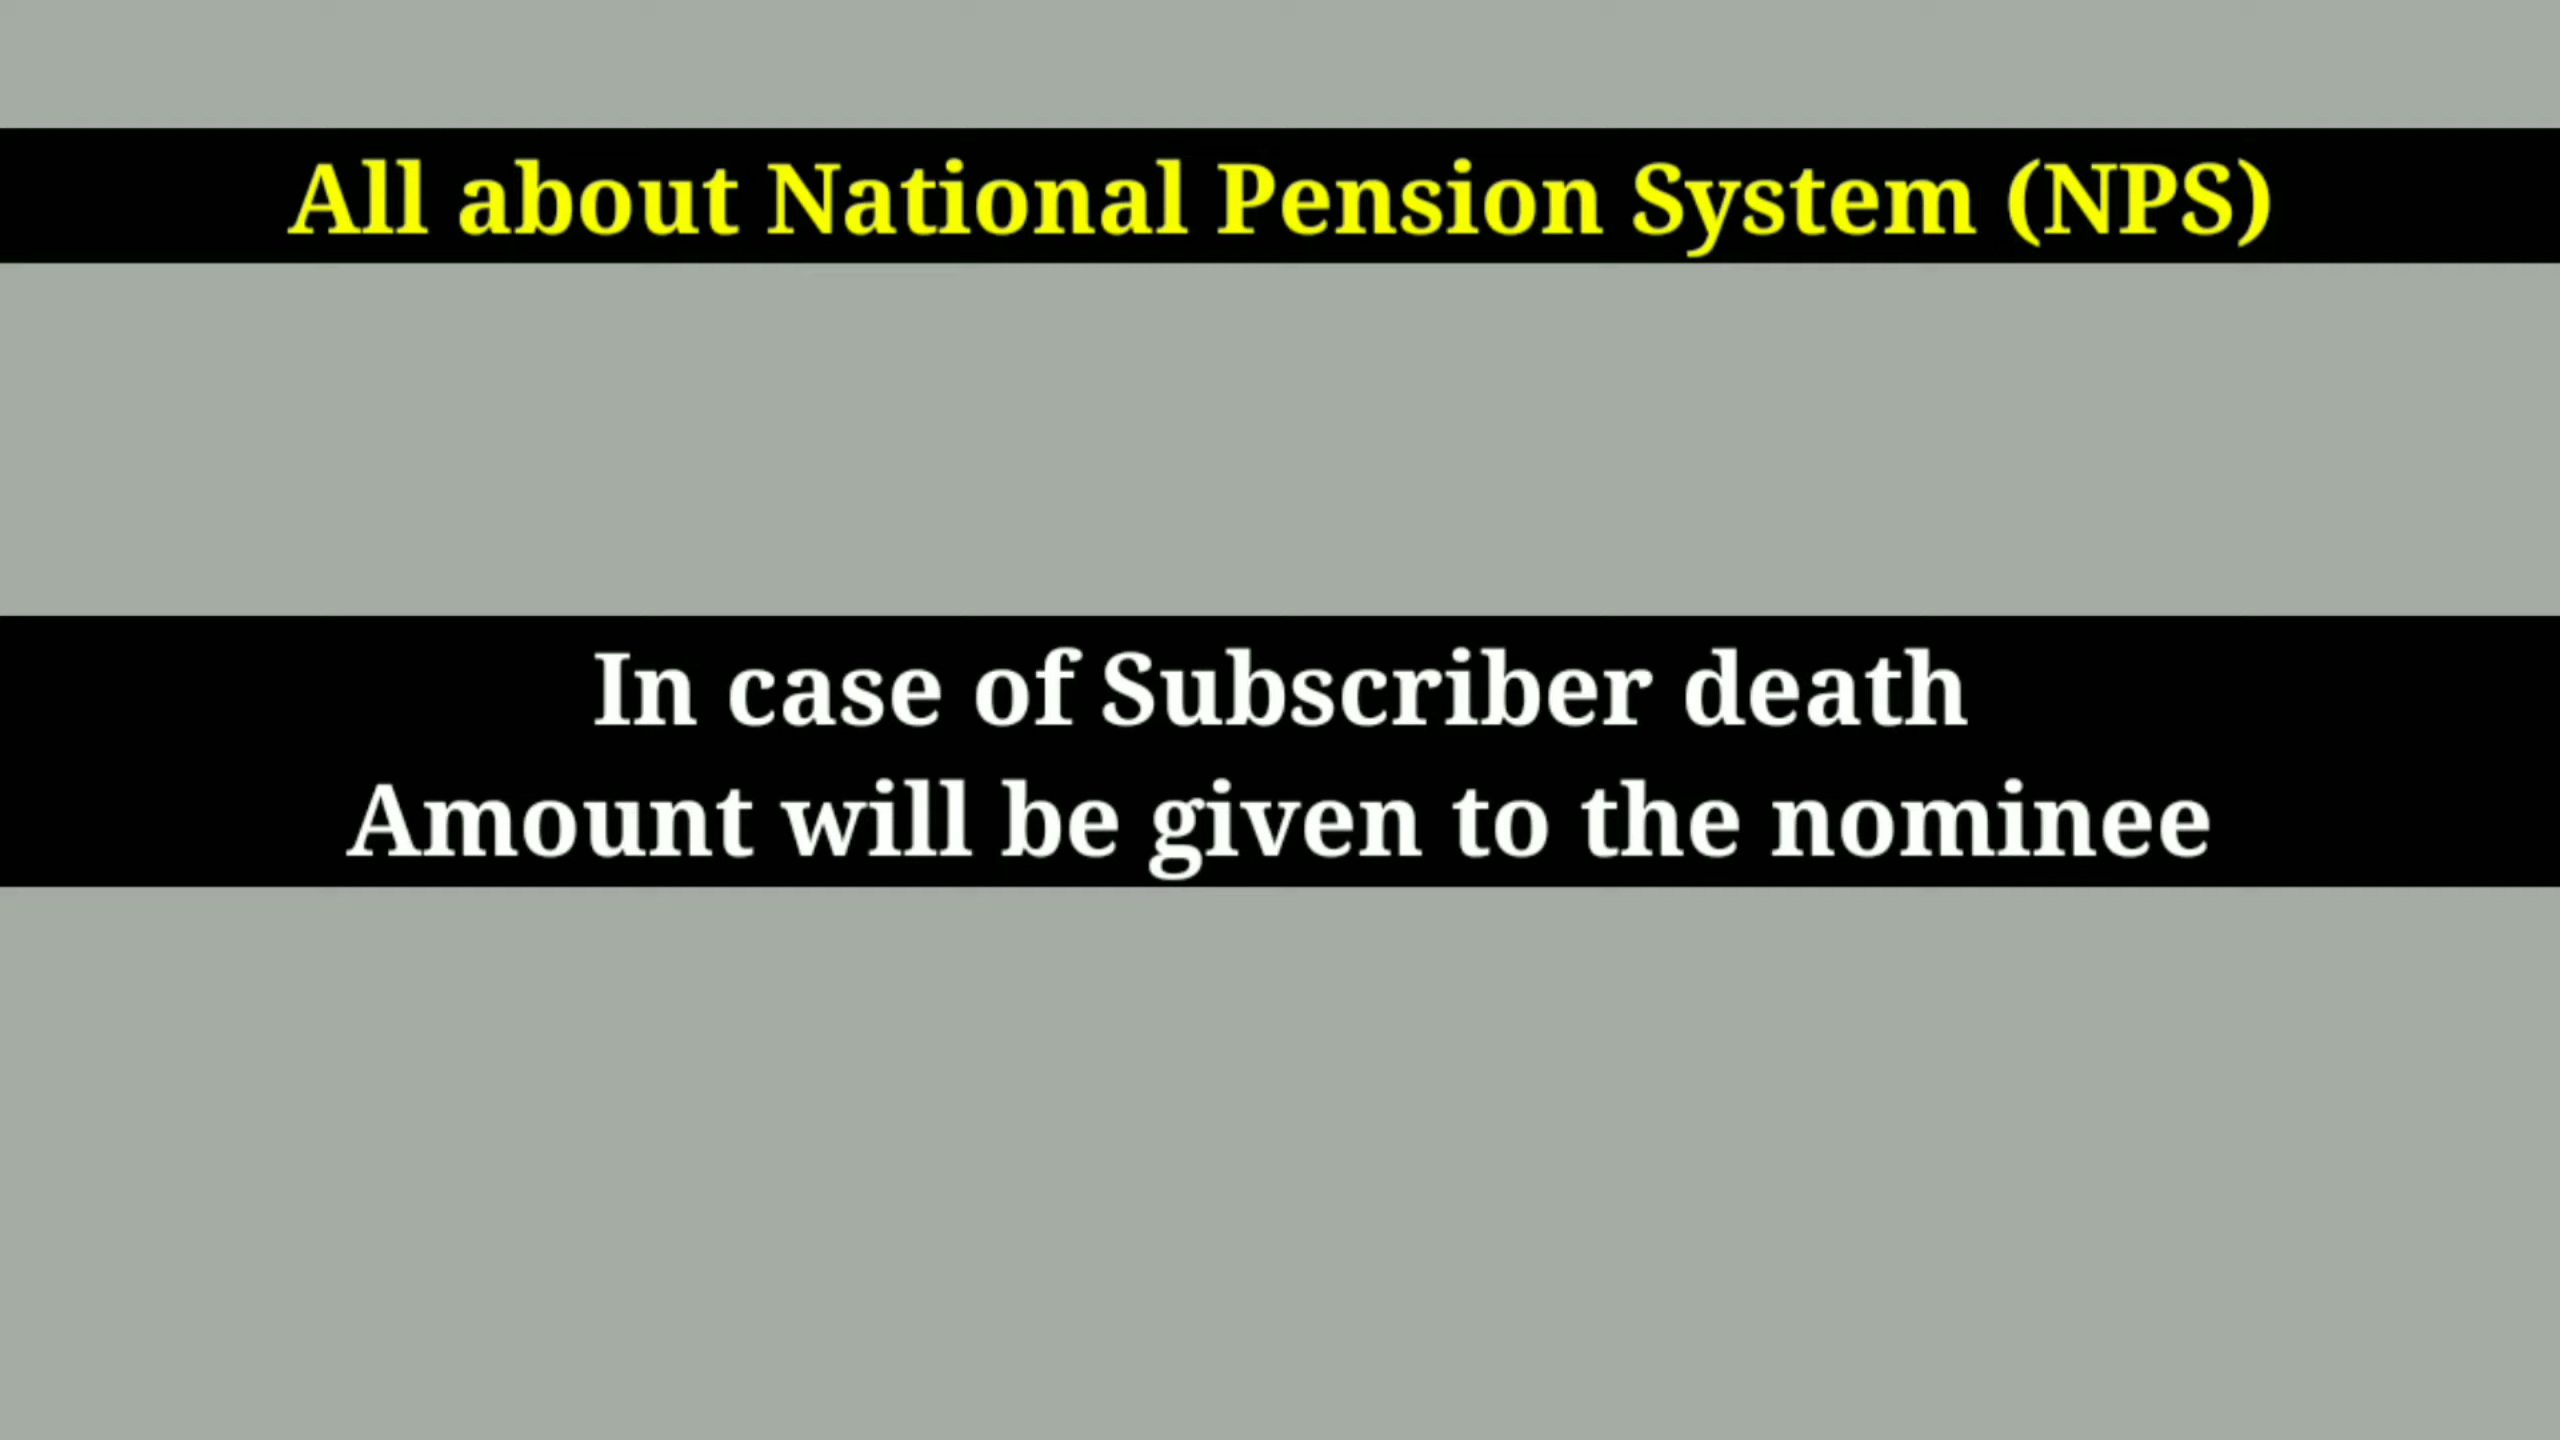 All about National Pension System (NPS)
In case of Subscriber death
Amount will be given to the nominee